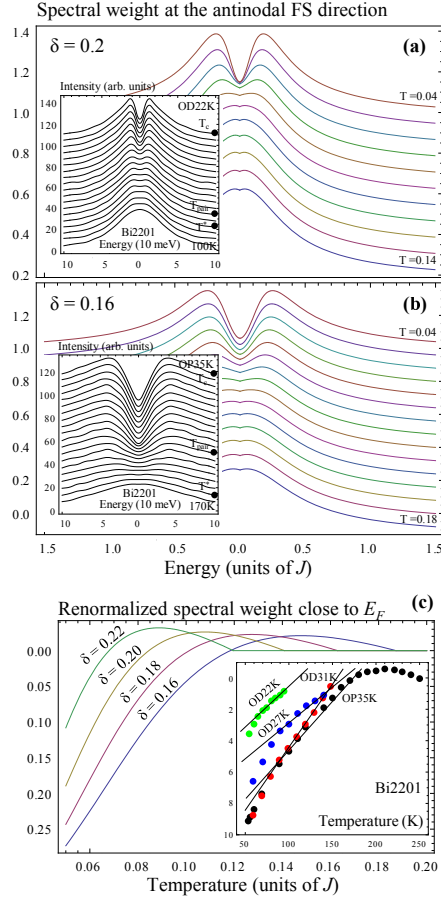 Spectral weight at the antinodal FS direction
1.4
1.2
1.0
0.8
0.6
0.4
0.2
δ = 0.2
(a)
T = 0.04
T = 0.14
Intensity (arb. units)
140
120
100
80
60
40
20
0
OD22K
T_c
T_pair
T*
100K
Bi2201
Energy (10 meV)
10 5 0 5 10
1.2
1.0
0.8
0.6
0.4
0.2
0.0
δ = 0.16
(b)
T = 0.04
T = 0.18
Intensity (arb. units)
120
100
80
60
40
20
0
OP35K
T_c
T_pair
T*
170K
Bi2201
Energy (10 meV)
10 5 0 5 10
1.5 1.0 0.5 0.0 0.5 1.0 1.5
Energy (units of J)
Renormalized spectral weight close to E_F
(c)
0.00
0.05
0.10
0.15
0.20
0.25
δ = 0.22
δ = 0.20
δ = 0.18
δ = 0.16
0
2
4
6
8
10
OD22K
OD27K
OD31K
OP35K
Bi2201
Temperature (K)
50 100 150 200 250
0.06 0.08 0.10 0.12 0.14 0.16 0.18 0.20
Temperature (units of J)